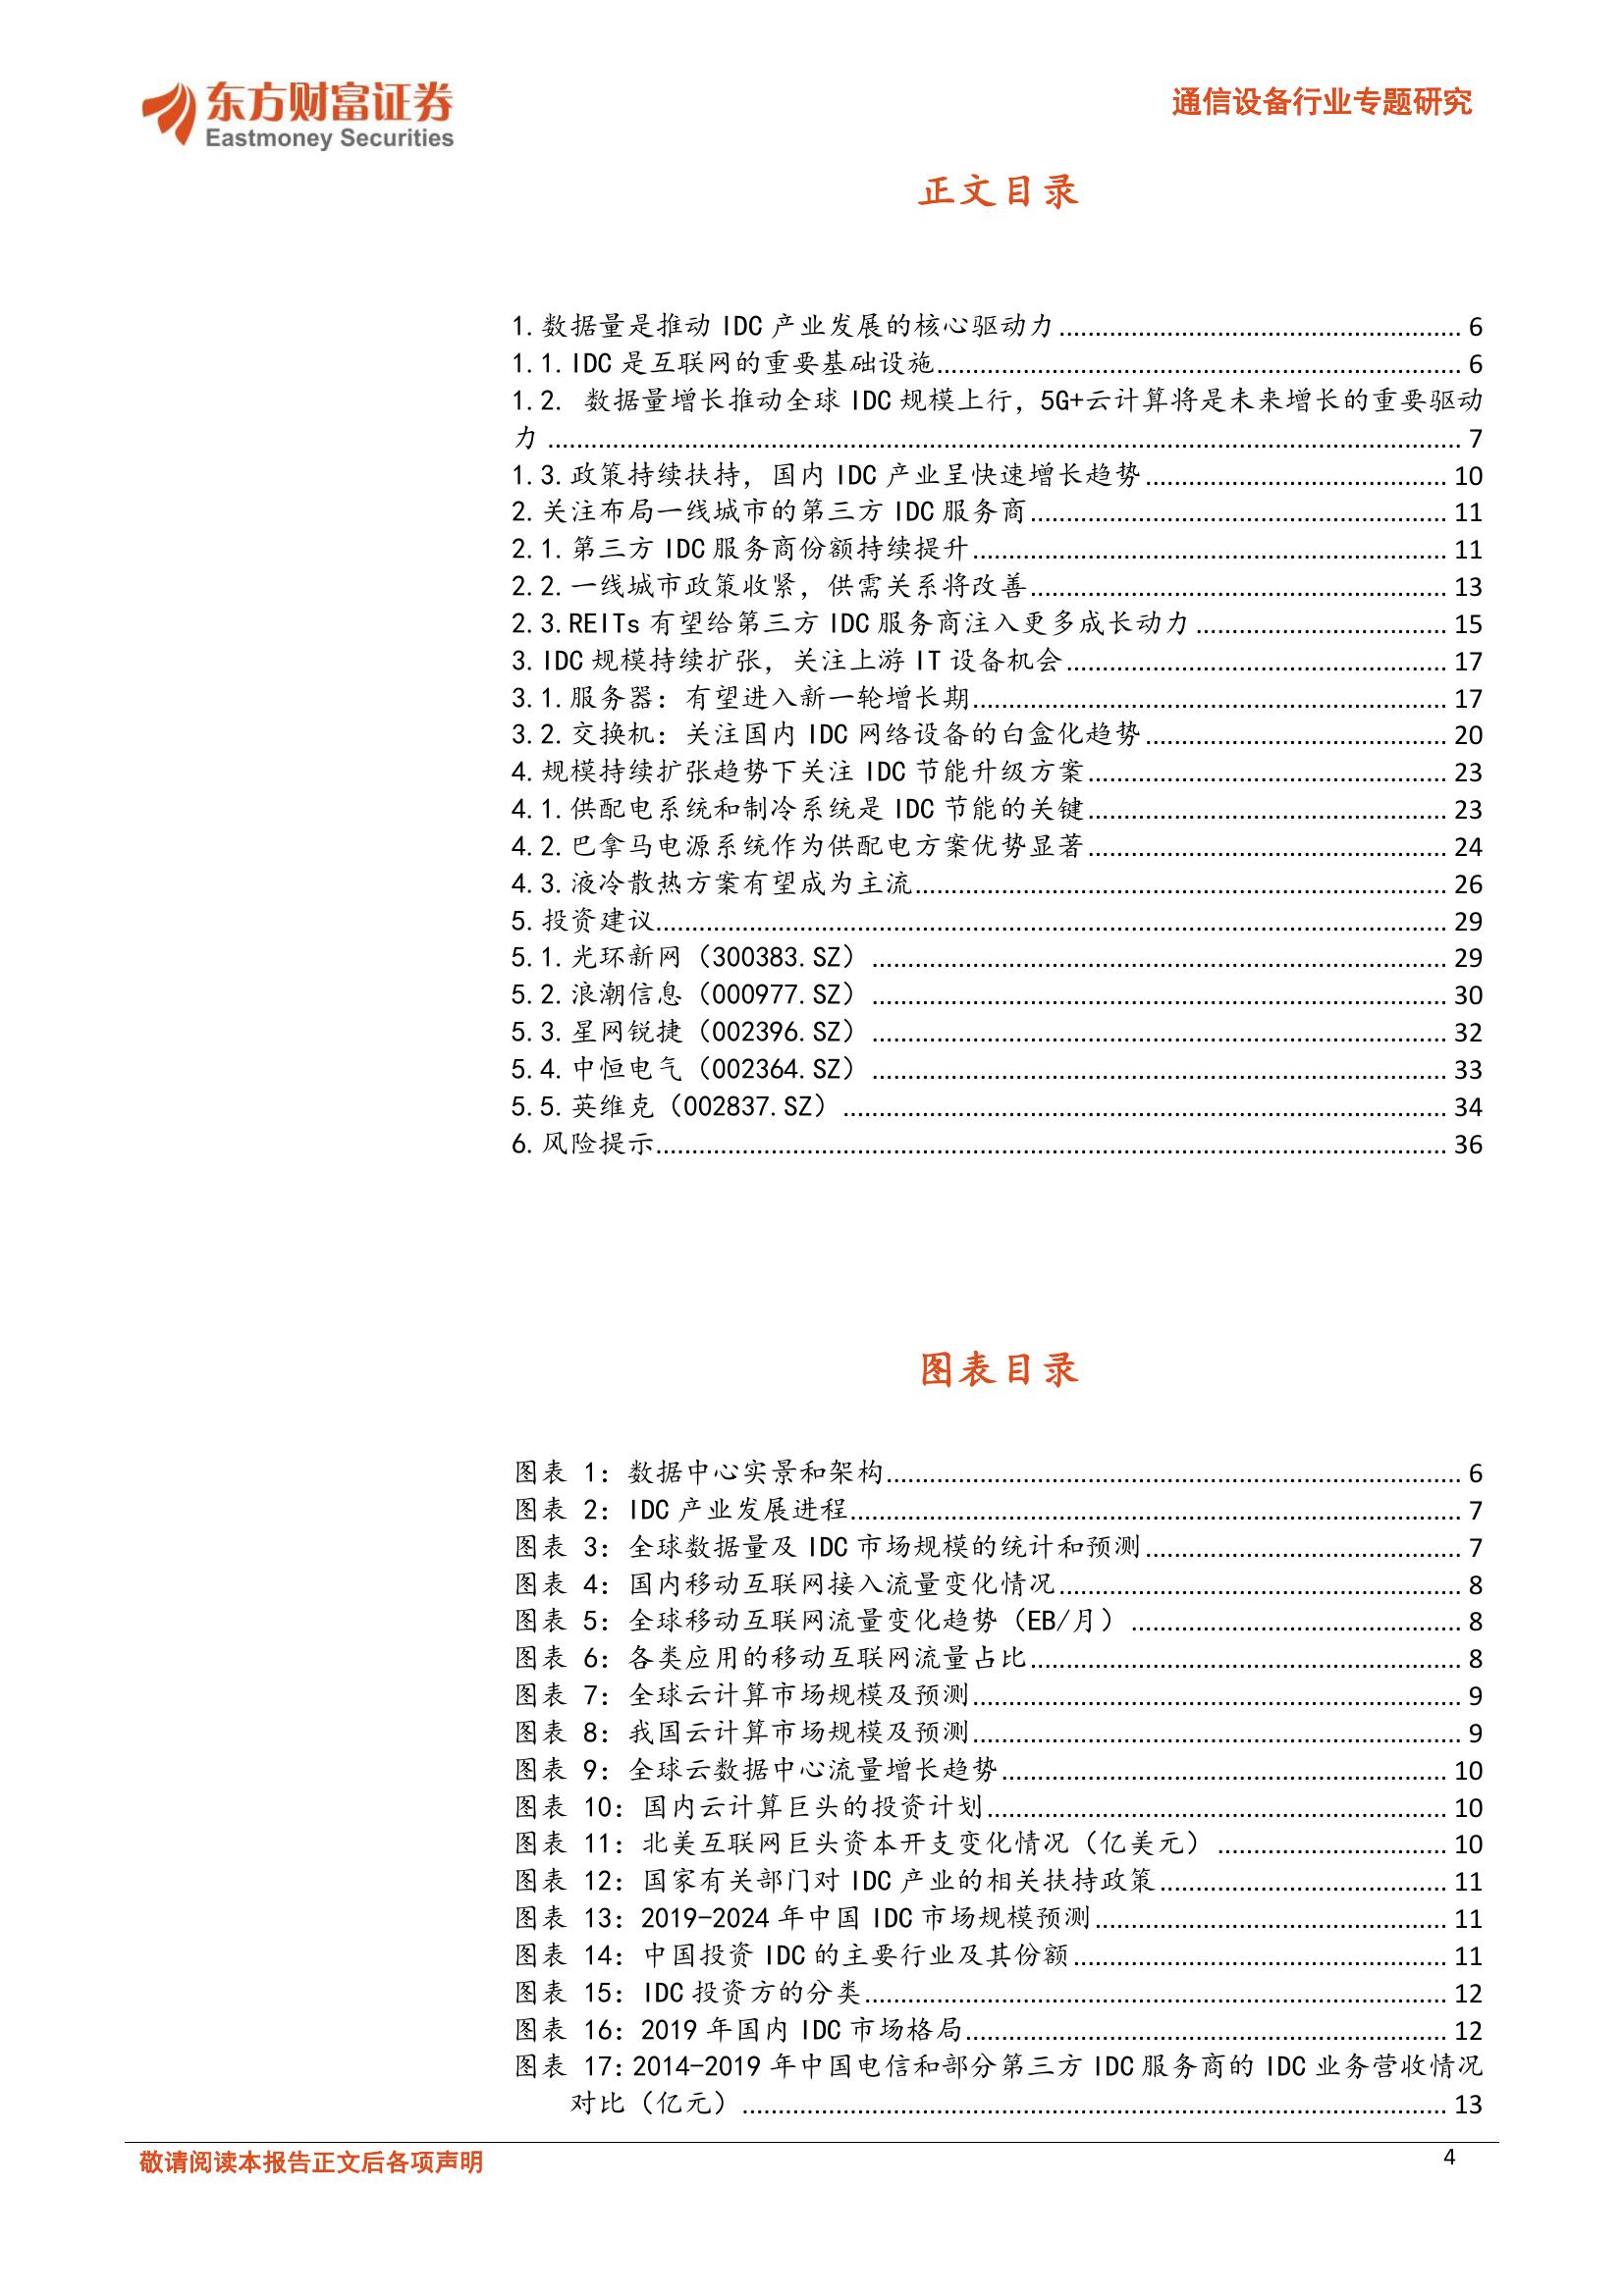 东方财富证券
Eastmoney Securities
通信设备行业专题研究
正文目录
1.数据量是推动 IDC 产业发展的核心驱动力........ 6
1.1.IDC 是互联网的重要基础设施........ 6
1.2. 数据量增长推动全球 IDC 规模上行，5G+云计算将是未来增长的重要驱动
力........ 7
1.3.政策持续扶持，国内 IDC 产业呈快速增长趋势........ 10
2.关注布局一线城市的第三方 IDC 服务商........ 11
2.1.第三方 IDC 服务商份额持续提升........ 11
2.2.一线城市政策收紧，供需关系将改善........ 13
2.3.REITs 有望给第三方 IDC 服务商注入更多成长动力........ 15
3.IDC 规模持续扩张，关注上游 IT 设备机会........ 17
3.1.服务器：有望进入新一轮增长期........ 17
3.2.交换机：关注国内 IDC 网络设备的白盒化趋势........ 20
4.规模持续扩张趋势下关注 IDC 节能升级方案........ 23
4.1.供配电系统和制冷系统是 IDC 节能的关键........ 23
4.2.巴拿马电源系统作为供配电方案优势显著........ 24
4.3.液冷散热方案有望成为主流........ 26
5.投资建议........ 29
5.1.光环新网（300383.SZ）........ 29
5.2.浪潮信息（000977.SZ）........ 30
5.3.星网锐捷（002396.SZ）........ 32
5.4.中恒电气（002364.SZ）........ 33
5.5.英维克（002837.SZ）........ 34
6.风险提示........ 36
图表目录
图表 1：数据中心实景和架构........ 6
图表 2：IDC 产业发展进程........ 7
图表 3：全球数据量及 IDC 市场规模的统计和预测........ 7
图表 4：国内移动互联网接入流量变化情况........ 8
图表 5：全球移动互联网流量变化趋势（EB/月）........ 8
图表 6：各类应用的移动互联网流量占比........ 8
图表 7：全球云计算市场规模及预测........ 9
图表 8：我国云计算市场规模及预测........ 9
图表 9：全球云数据中心流量增长趋势........ 10
图表 10：国内云计算巨头的投资计划........ 10
图表 11：北美互联网巨头资本开支变化情况（亿美元）........ 10
图表 12：国家有关部门对 IDC 产业的相关扶持政策........ 11
图表 13：2019-2024 年中国 IDC 市场规模预测........ 11
图表 14：中国投资 IDC 的主要行业及其份额........ 11
图表 15：IDC 投资方的分类........ 12
图表 16：2019 年国内 IDC 市场格局........ 12
图表 17：2014-2019 年中国电信和部分第三方 IDC 服务商的 IDC 业务营收情况
对比（亿元）........ 13
敬请阅读本报告正文后各项声明
4